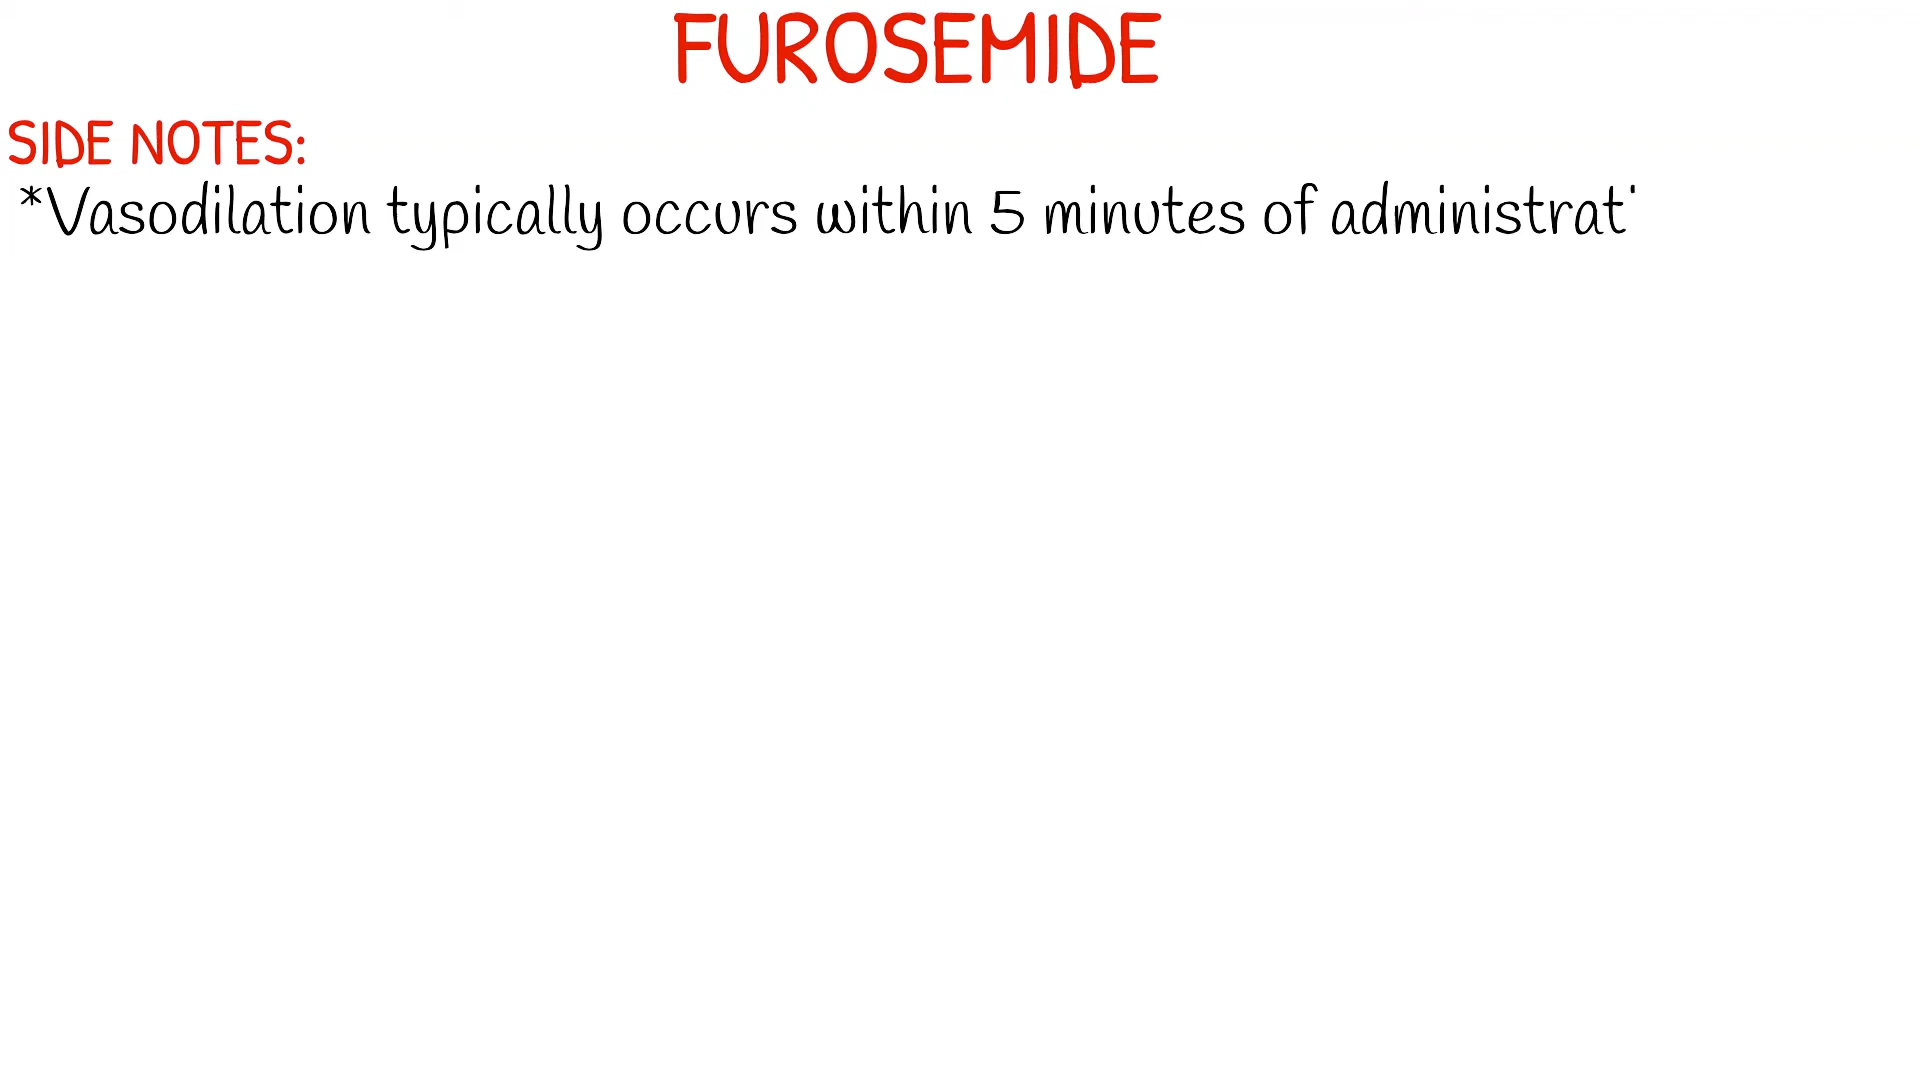 FUROSEMIDE
SIDE NOTES:
*Vasodilation typically occurs within 5 minutes of administrat